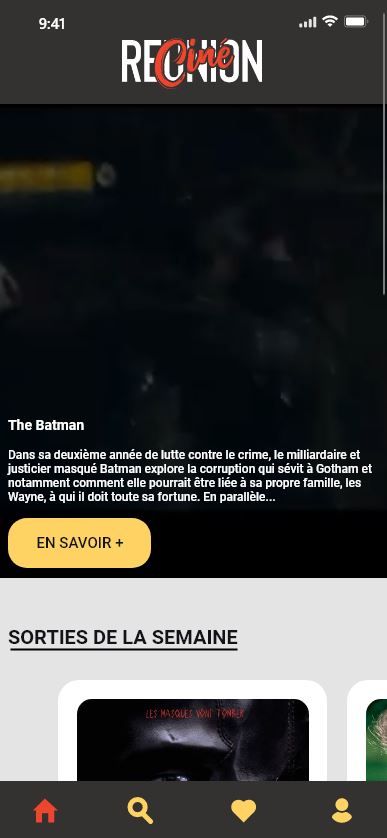 9:41
REUNION
Ciné
The Batman
Dans sa deuxième année de lutte contre le crime, le milliardaire et
justicier masqué Batman explore la corruption qui sévit à Gotham et
notamment comment elle pourrait être liée à sa propre famille, les
Wayne, à qui il doit toute sa fortune. En parallèle...
EN SAVOIR +
SORTIES DE LA SEMAINE
LES MASQUES VONT TOMBER